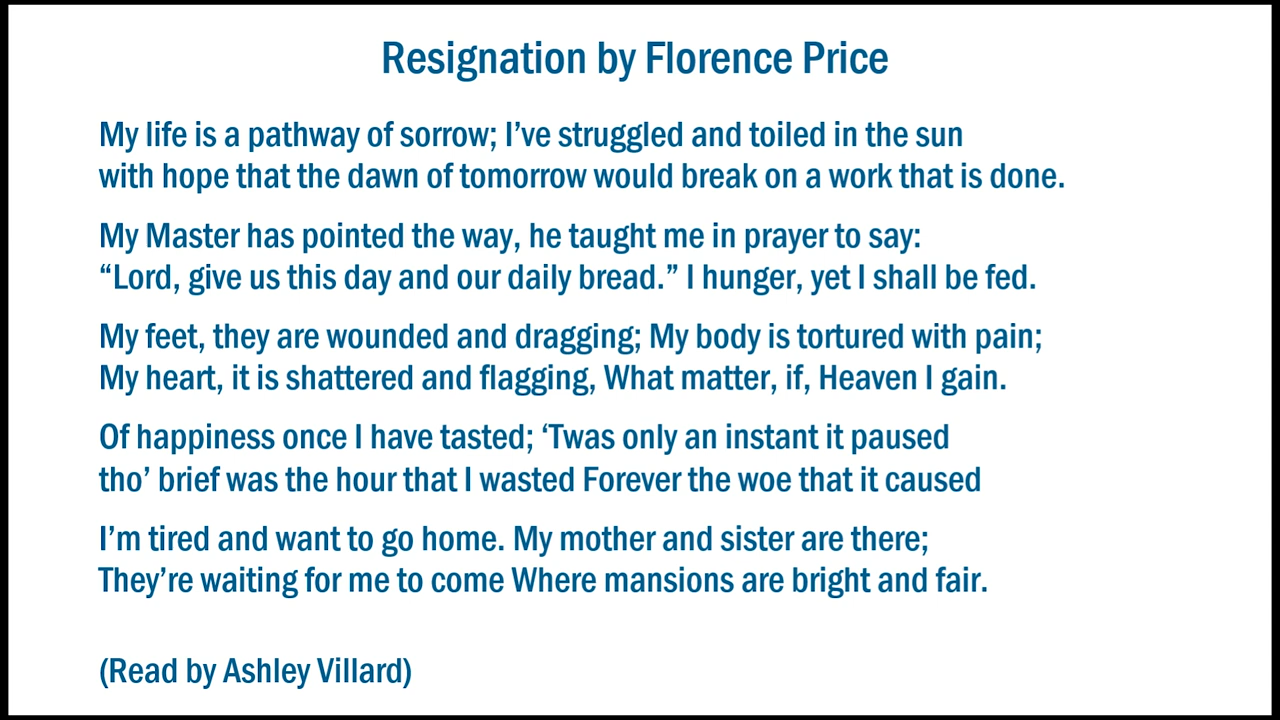 Resignation by Florence Price
My life is a pathway of sorrow; I’ve struggled and toiled in the sun
with hope that the dawn of tomorrow would break on a work that is done.
My Master has pointed the way, he taught me in prayer to say:
“Lord, give us this day and our daily bread.” I hunger, yet I shall be fed.
My feet, they are wounded and dragging; My body is tortured with pain;
My heart, it is shattered and flagging, What matter, if, Heaven I gain.
Of happiness once I have tasted; ‘Twas only an instant it paused
tho’ brief was the hour that I wasted Forever the woe that it caused
I’m tired and want to go home. My mother and sister are there;
They’re waiting for me to come Where mansions are bright and fair.
(Read by Ashley Villard)